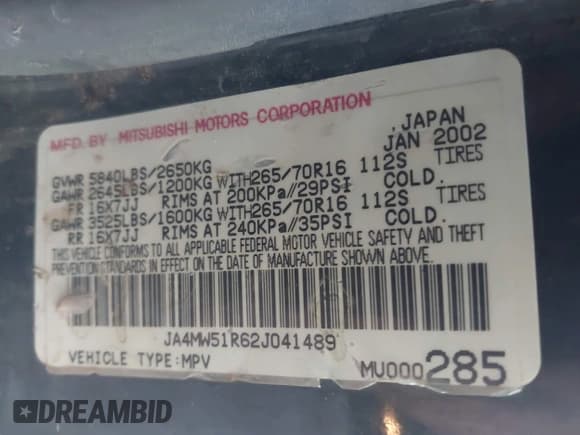 MFD. BY MITSUBISHI MOTORS CORPORATION ,JAPAN
JAN 2002
GVWR 5840LBS/2650KG
GAWR 2645LBS/1200KG WITH265/70R16 112S TIRES
FR 16X7JJ RIMS AT 200KPa//29PSI COLD.
GAWR 3525LBS/1600KG WITH265/70R16 112S TIRES
RR 16X7JJ RIMS AT 240KPa//35PSI COLD.
THIS VEHICLE CONFORMS TO ALL APPLICABLE FEDERAL MOTOR VEHICLE SAFETY AND THEFT
PREVENTION STANDARDS IN EFFECT ON THE DATE OF MANUFACTURE SHOWN ABOVE.
JA4MW51R62J041489
VEHICLE TYPE:MPV MU000285
DREAMBID